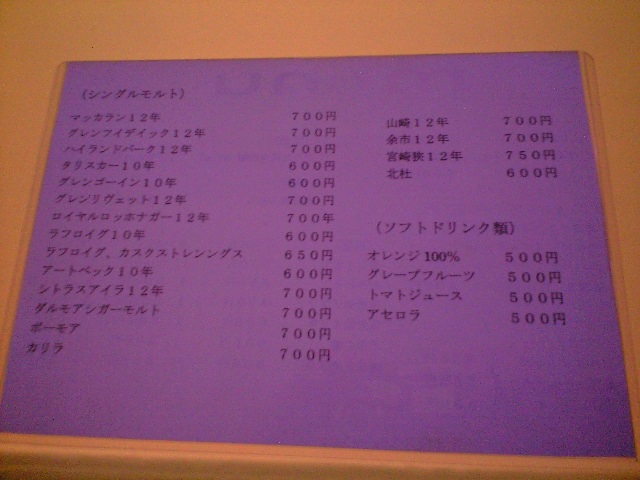 (シングルモルト)
マッカラン12年 700円
グレンフイデイック12年 700円
ハイランドパーク12年 700円
タリスカー10年 600円
グレンゴーイン10年 600円
グレンリヴェット12年 700円
ロイヤルロッホナガー12年 700年
ラフロイグ10年 600円
ラフロイグ、カスクストレンングス 650円
アートベック10年 600円
シトラスアイラ12年 700円
ダルモアシガーモルト 700円
ボーモア 700円
カリラ 700円
山崎12年 700円
余市12年 700円
宮崎狭12年 750円
北杜 600円
(ソフトドリンク類)
オレンジ100% 500円
グレープフルーツ 500円
トマトジュース 500円
アセロラ 500円